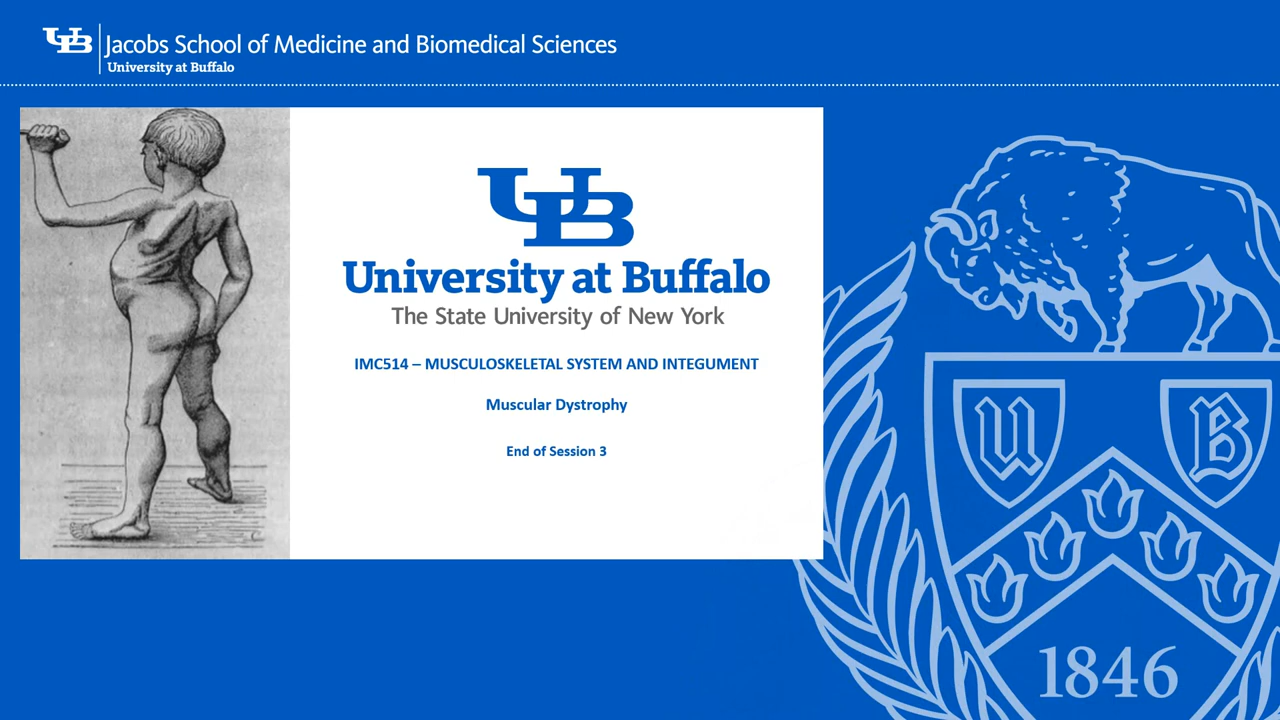 UB Jacobs School of Medicine and Biomedical Sciences
University at Buffalo
UB
University at Buffalo
The State University of New York
IMC514 – MUSCULOSKELETAL SYSTEM AND INTEGUMENT
Muscular Dystrophy
End of Session 3
U B
1846